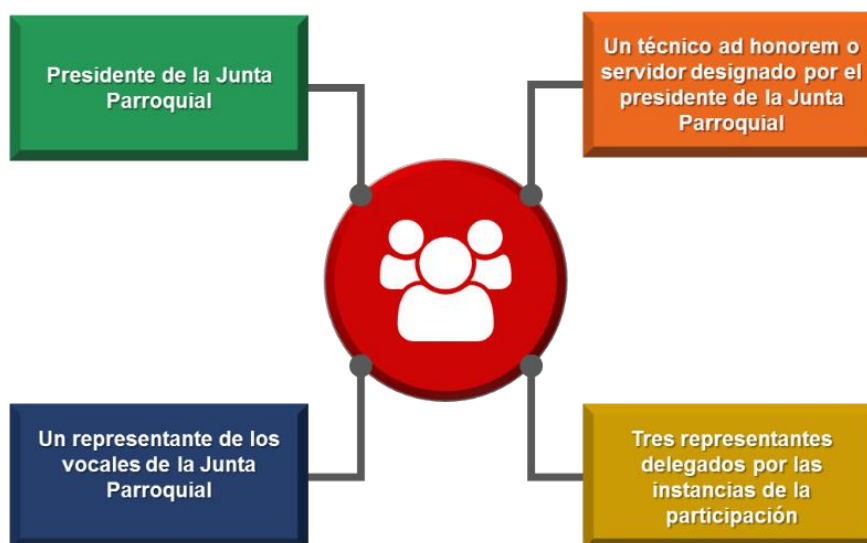 Presidente de la Junta
Parroquial
Un técnico ad honorem o
servidor designado por el
presidente de la Junta
Parroquial
Un representante de los
vocales de la Junta
Parroquial
Tres representantes
delegados por las
instancias de la
participación